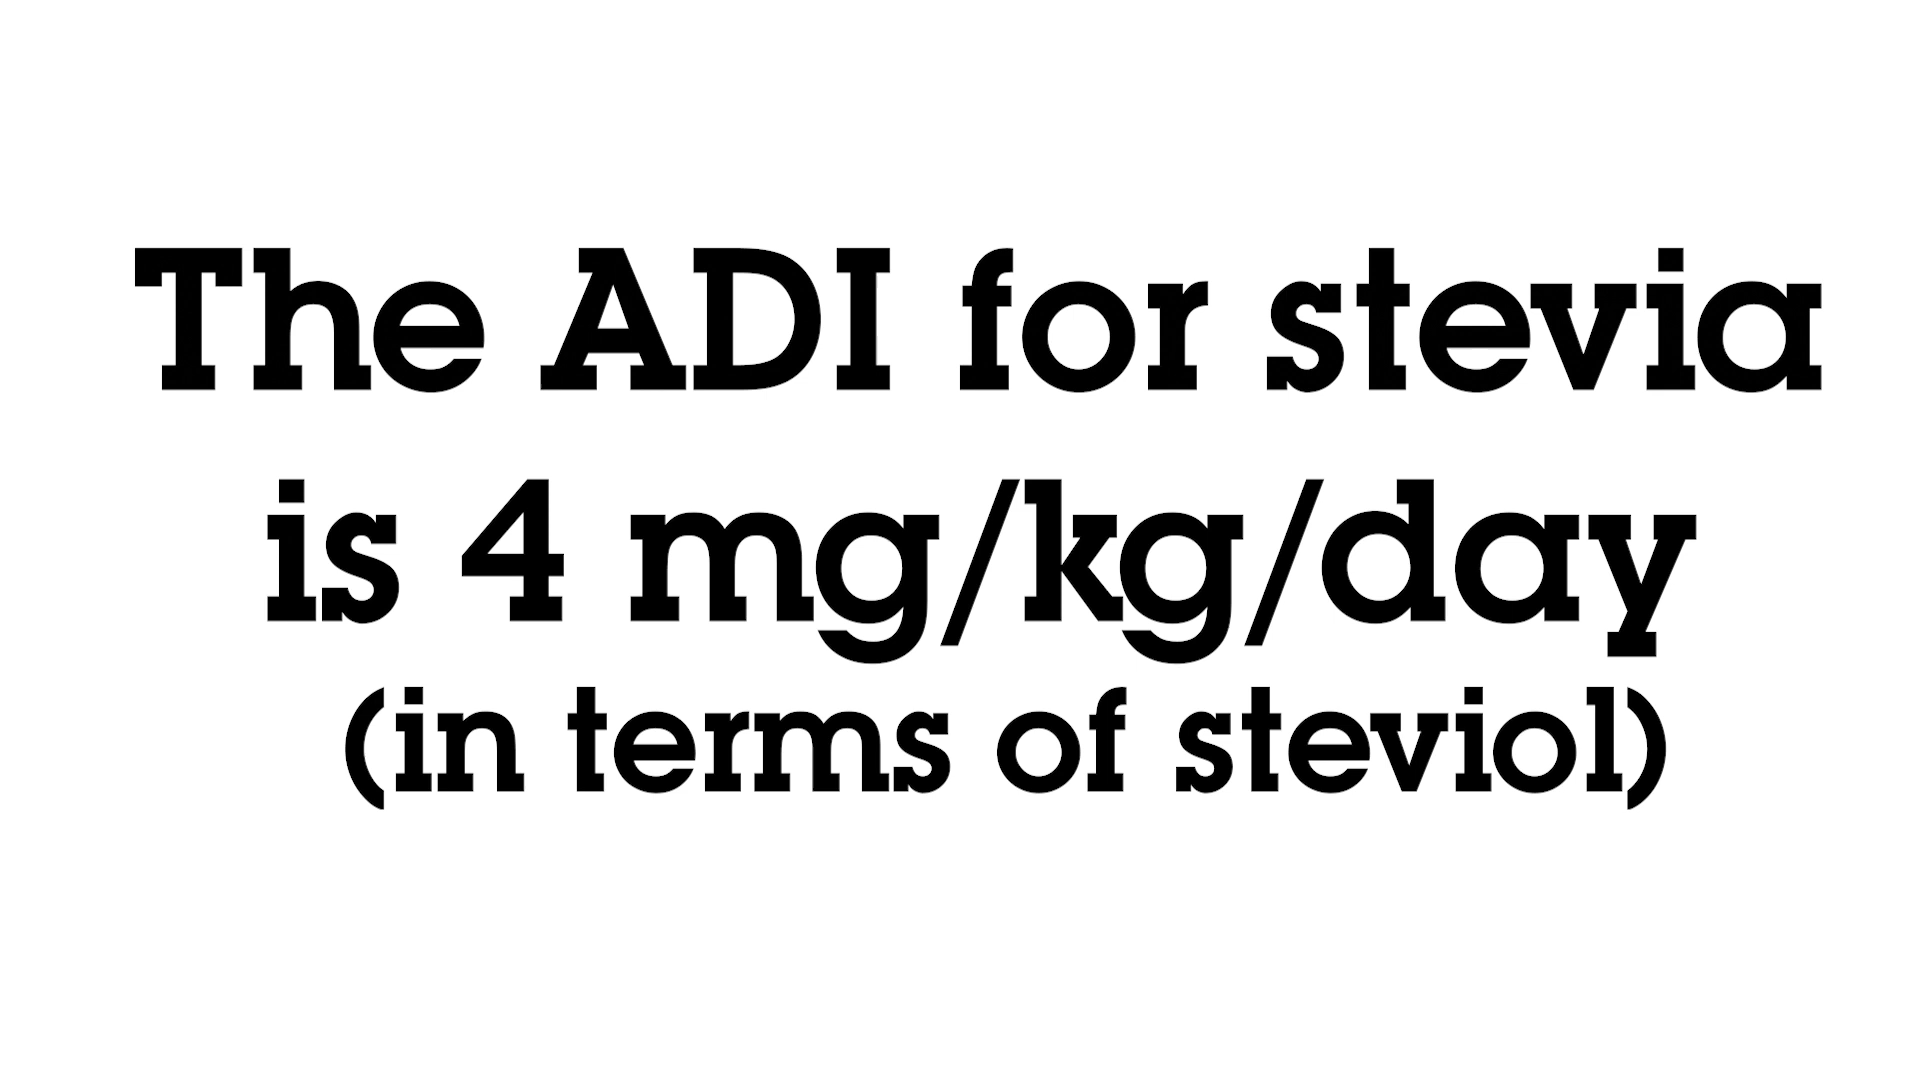 The ADI for stevia
is 4 mg/kg/day
(in terms of steviol)